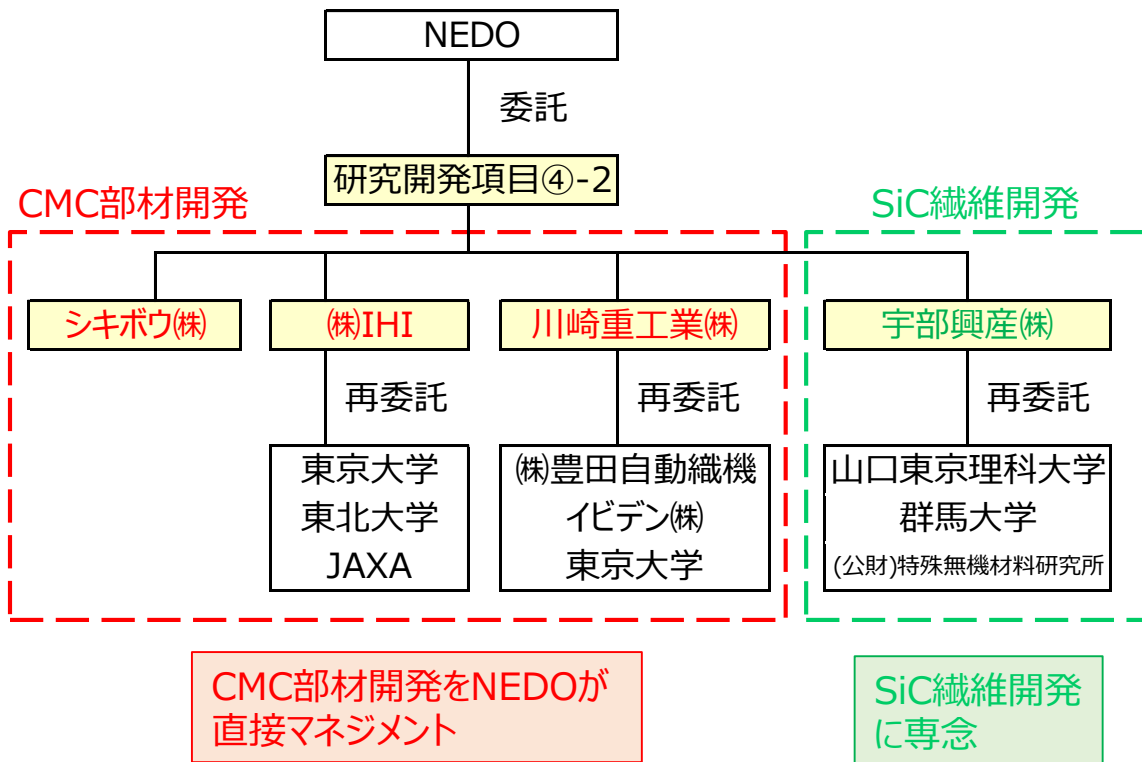 NEDO
委託
研究開発項目④-2
CMC部材開発
SiC繊維開発
シキボウ㈱
㈱IHI
川崎重工業㈱
宇部興産㈱
再委託
再委託
再委託
東京大学
東北大学
JAXA
㈱豊田自動織機
イビデン㈱
東京大学
山口東京理科大学
群馬大学
(公財)特殊無機材料研究所
CMC部材開発をNEDOが
直接マネジメント
SiC繊維開発
に専念